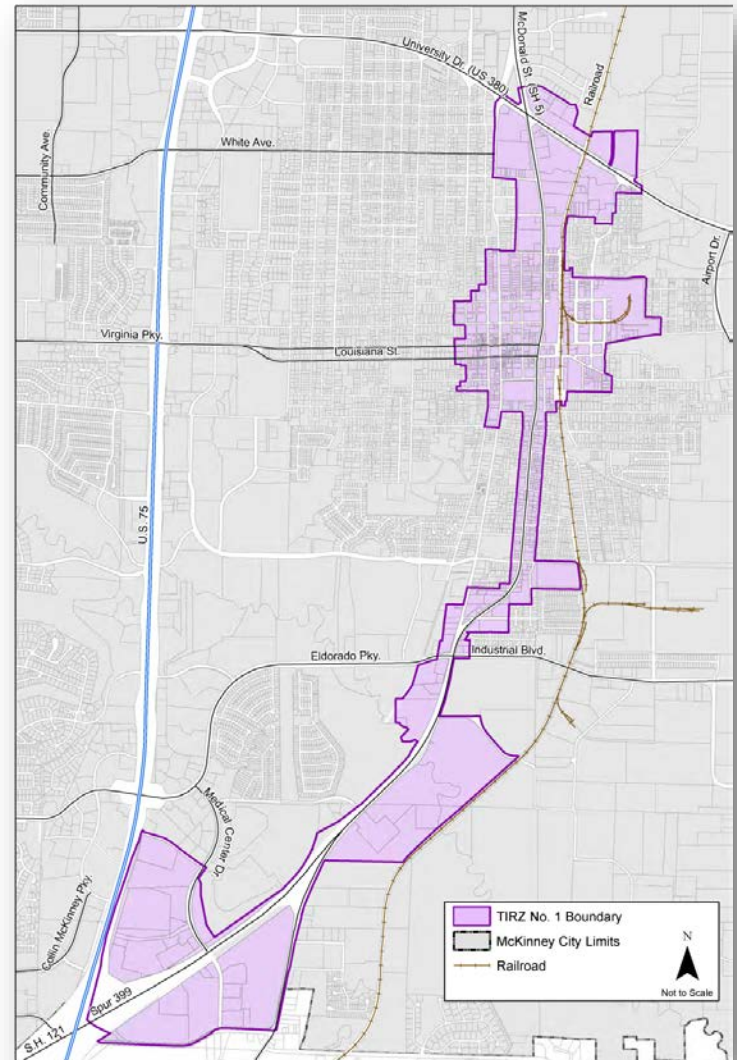 McDonald St. (SH 5)
University Dr. (US 380)
Railroad
Community Ave.
White Ave.
Airport Dr.
Virginia Pky.
Louisiana St.
U.S. 75
Eldorado Pky.
Industrial Blvd.
Medical Center Dr.
Collin McKinney Pky.
Spur 399
S.H. 121
TIRZ No. 1 Boundary
McKinney City Limits
Railroad
N
Not to Scale